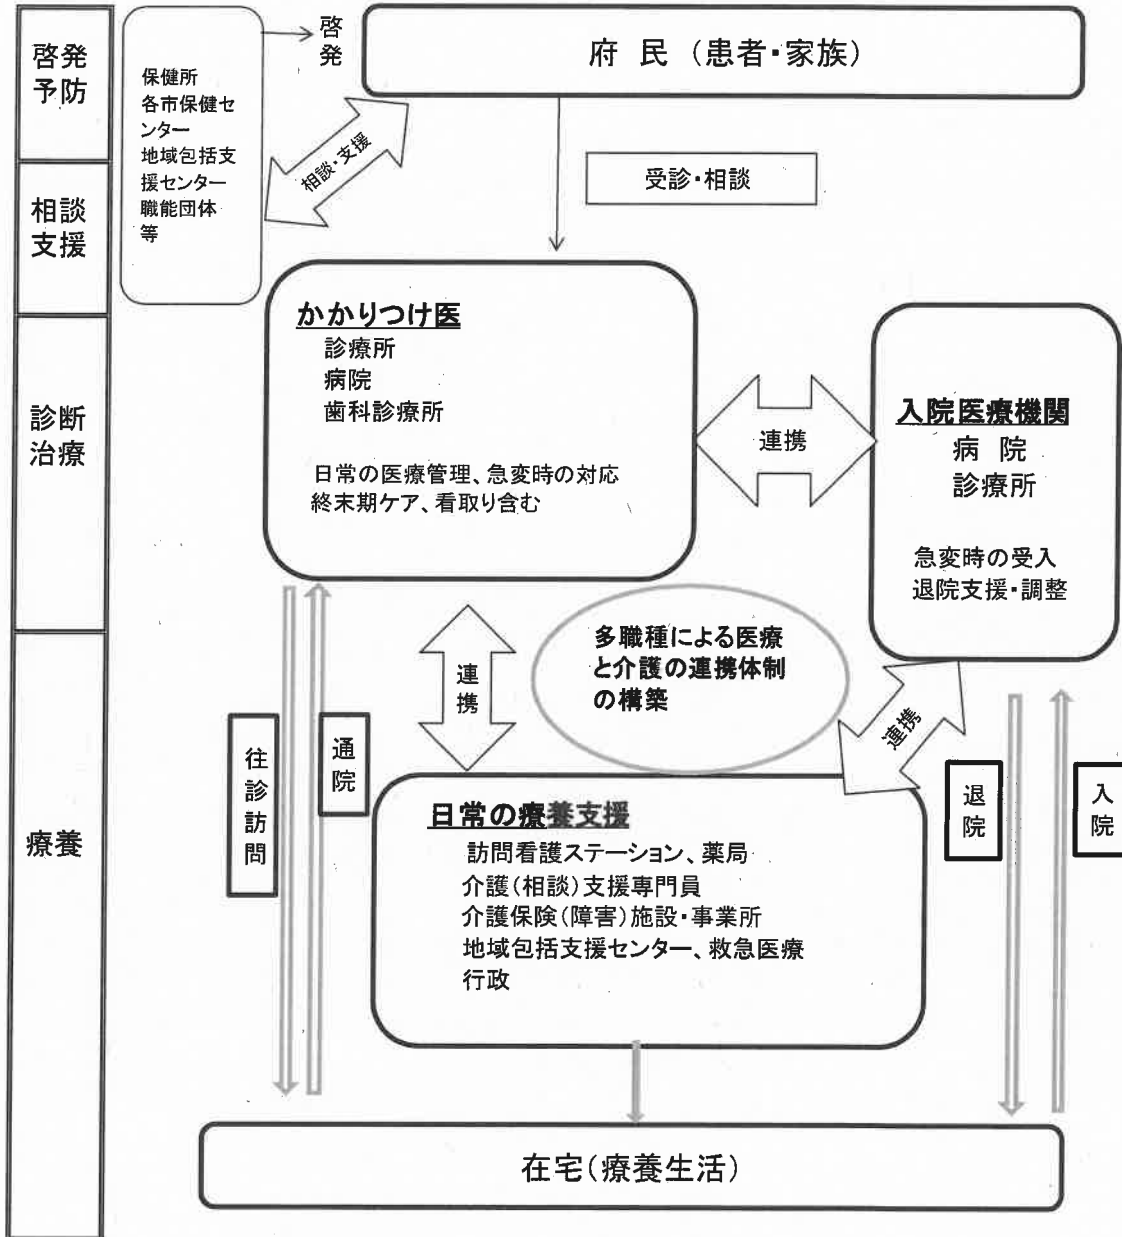 啓発
予防
相談
支援
診断
治療
療養
保健所
各市保健セ
ンター
地域包括支
援センター
職能団体
等
啓発
府 民 (患者・家族)
相談・支援
受診・相談
かかりつけ医
診療所
病院
歯科診療所
日常の医療管理、急変時の対応
終末期ケア、看取り含む
連携
入院医療機関
病 院
診療所
急変時の受入
退院支援・調整
多職種による医療
と介護の連携体制
の構築
連携
連携
往診訪問
通院
退院
入院
日常の療養支援
訪問看護ステーション、薬局
介護(相談)支援専門員
介護保険(障害)施設・事業所
地域包括支援センター、救急医療
行政
在宅(療養生活)